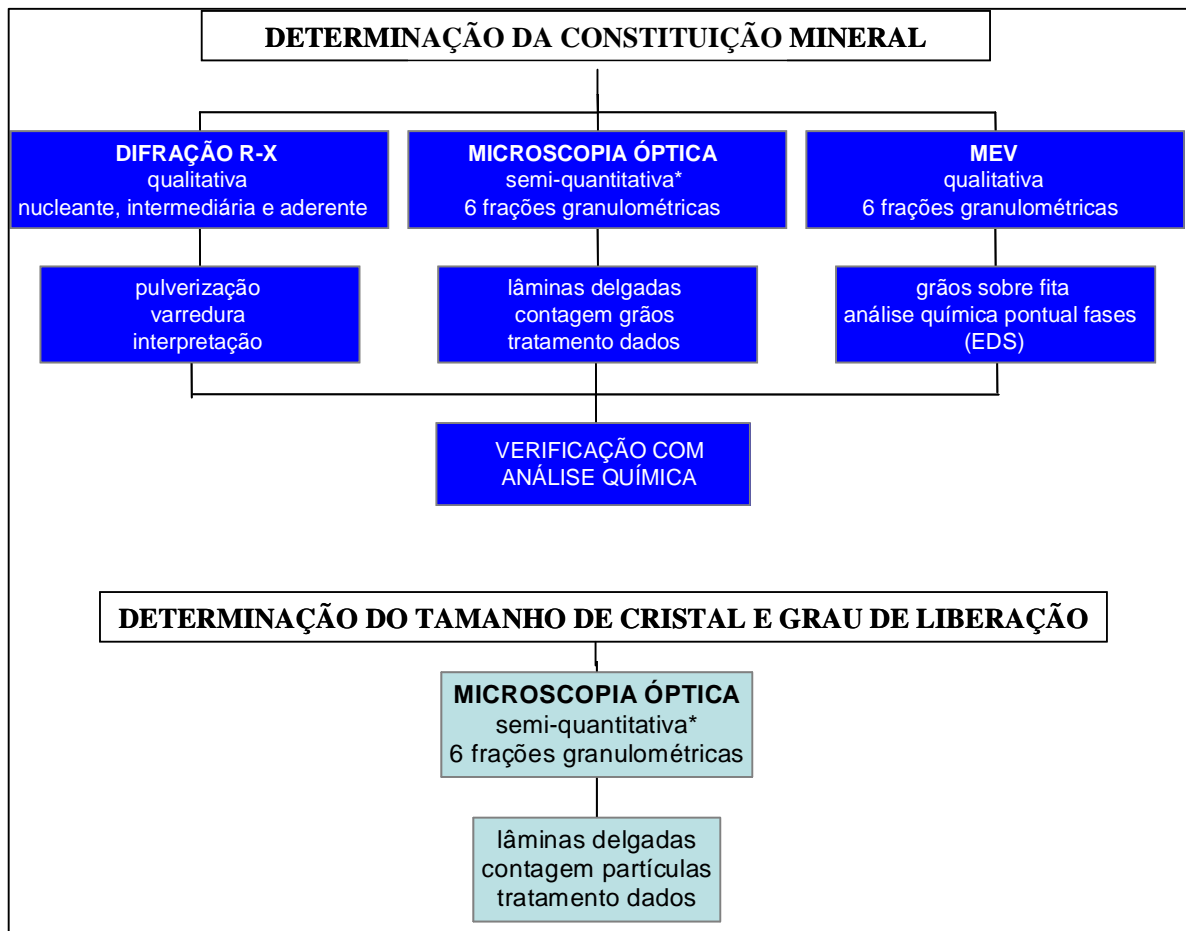 DETERMINAÇÃO DA CONSTITUIÇÃO MINERAL
DIFRAÇÃO R-X
qualitativa
nucleante, intermediária e aderente
MICROSCOPIA ÓPTICA
semi-quantitativa*
6 frações granulométricas
MEV
qualitativa
6 frações granulométricas
pulverização
varredura
interpretação
lâminas delgadas
contagem grãos
tratamento dados
grãos sobre fita
análise química pontual fases
(EDS)
VERIFICAÇÃO COM
ANÁLISE QUÍMICA
DETERMINAÇÃO DO TAMANHO DE CRISTAL E GRAU DE LIBERAÇÃO
MICROSCOPIA ÓPTICA
semi-quantitativa*
6 frações granulométricas
lâminas delgadas
contagem partículas
tratamento dados